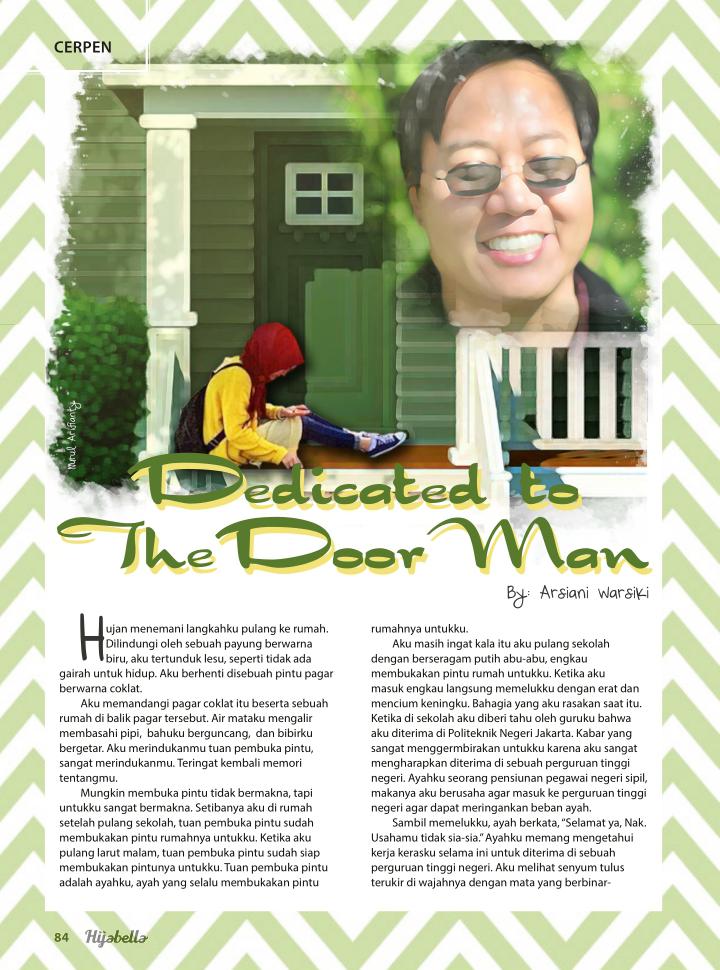 CERPEN
Nurul Arifianty
Dedicated to
The Door Man
By: Arsiani Warsiki
Hujan menemani langkahku pulang ke rumah.
Dilindungi oleh sebuah payung berwarna
biru, aku tertunduk lesu, seperti tidak ada
gairah untuk hidup. Aku berhenti disebuah pintu pagar
berwarna coklat.
Aku memandangi pagar coklat itu beserta sebuah
rumah di balik pagar tersebut. Air mataku mengalir
membasahi pipi, bahuku berguncang, dan bibirku
bergetar. Aku merindukanmu tuan pembuka pintu,
sangat merindukanmu. Teringat kembali memori
tentangmu.
Mungkin membuka pintu tidak bermakna, tapi
untukku sangat bermakna. Setibanya aku di rumah
setelah pulang sekolah, tuan pembuka pintu sudah
membukakan pintu rumahnya untukku. Ketika aku
pulang larut malam, tuan pembuka pintu sudah siap
membukakan pintunya untukku. Tuan pembuka pintu
adalah ayahku, ayah yang selalu membukakan pintu
rumahnya untukku.
Aku masih ingat kala itu aku pulang sekolah
dengan berseragam putih abu-abu, engkau
membukakan pintu rumah untukku. Ketika aku
masuk engkau langsung memelukku dengan erat dan
mencium keningku. Bahagia yang aku rasakan saat itu.
Ketika di sekolah aku diberi tahu oleh guruku bahwa
aku diterima di Politeknik Negeri Jakarta. Kabar yang
sangat menggermbirakan untukku karena aku sangat
mengharapkan diterima di sebuah perguruan tinggi
negeri. Ayahku seorang pensiunan pegawai negeri sipil,
makanya aku berusaha agar masuk ke perguruan tinggi
negeri agar dapat meringankan beban ayah.
Sambil memelukku, ayah berkata, “Selamat ya, Nak.
Usahamu tidak sia-sia.” Ayahku memang mengetahui
kerja kerasku selama ini untuk diterima di sebuah
perguruan tinggi negeri. Aku melihat senyum tulus
terukir di wajahnya dengan mata yang berbinar-
84 Hijabella